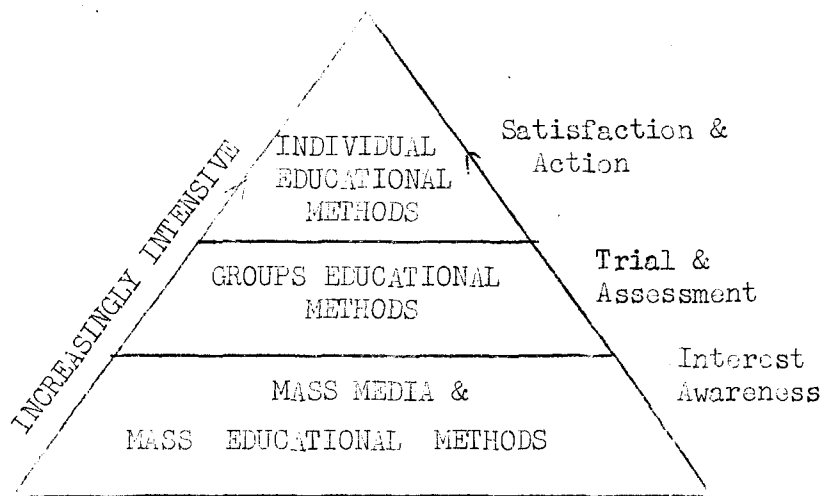 INCREASINGLY INTENSIVE
INDIVIDUAL
EDUCATIONAL
METHODS
Satisfaction &
Action
GROUPS EDUCATIONAL
METHODS
Trial &
Assessment
MASS MEDIA &
MASS EDUCATIONAL METHODS
Interest
Awareness